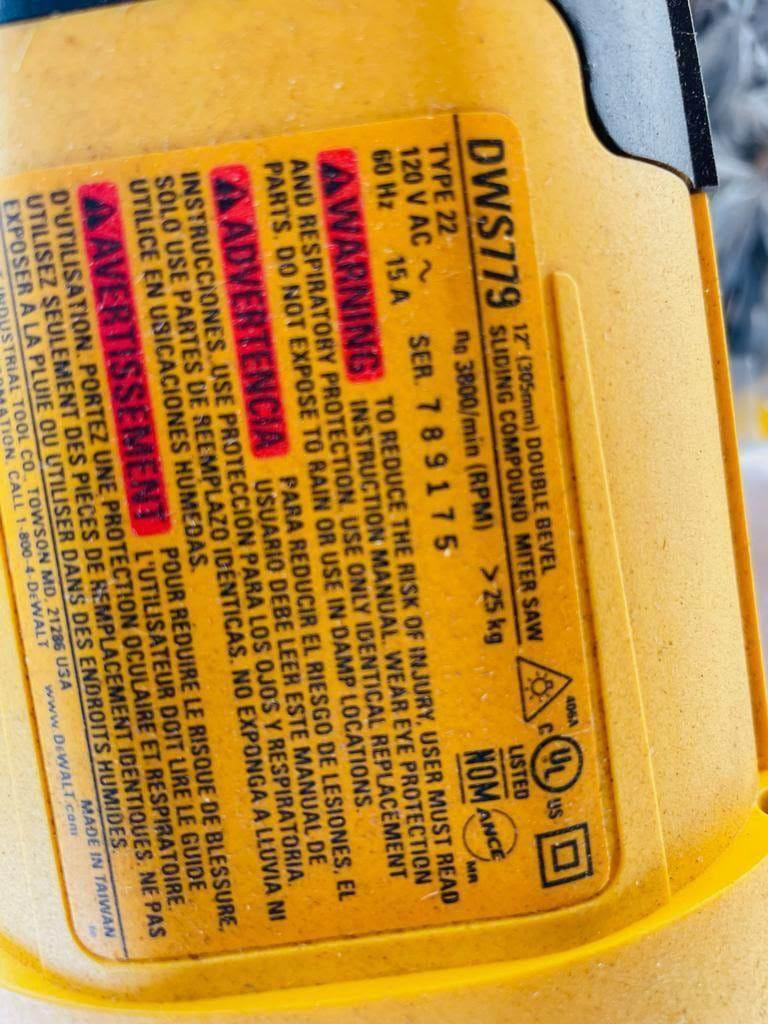 DWS779 12" (305mm) DOUBLE BEVEL
SLIDING COMPOUND MITER SAW
TYPE 22 n₀ 3800/min (RPM) >25 kg
120 V AC ~ SER. 789175
60 Hz 15 A
406A
C UL US
LISTED
NOM ANCE MR
WARNING TO REDUCE THE RISK OF INJURY, USER MUST READ
INSTRUCTION MANUAL. WEAR EYE PROTECTION
AND RESPIRATORY PROTECTION. USE ONLY IDENTICAL REPLACEMENT
PARTS. DO NOT EXPOSE TO RAIN OR USE IN DAMP LOCATIONS.
ADVERTENCIA PARA REDUCIR EL RIESGO DE LESIONES, EL
USUARIO DEBE LEER ESTE MANUAL DE
INSTRUCCIONES. USE PROTECCION PARA LOS OJOS Y RESPIRATORIA.
SOLO USE PARTES DE REEMPLAZO IDENTICAS. NO EXPONGA A LLUVIA NI
UTILICE EN UBICACIONES HUMEDAS.
AVERTISSEMENT POUR RÉDUIRE LE RISQUE DE BLESSURE,
L'UTILISATEUR DOIT LIRE LE GUIDE
D'UTILISATION. PORTEZ UNE PROTECTION OCULAIRE ET RESPIRATOIRE.
UTILISEZ SEULEMENT DES PIECES DE REMPLACEMENT IDENTIQUES. NE PAS
EXPOSER À LA PLUIE OU UTILISER DANS DES ENDROITS HUMIDES.
INDUSTRIAL TOOL CO., TOWSON MD, 21286 USA MADE IN TAIWAN
CALL 1-800-4-DEWALT www.DEWALT.com